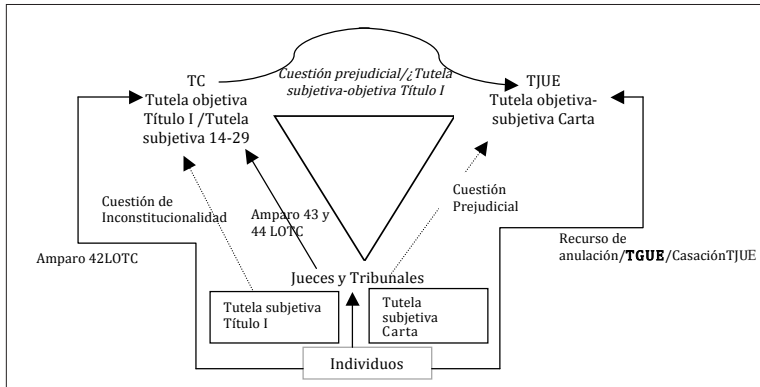 TC
Tutela objetiva
Título I /Tutela
subjetiva 14-29
Cuestión prejudicial/¿Tutela
subjetiva-objetiva Título I
TJUE
Tutela objetiva-
subjetiva Carta
Cuestión de
Inconstitucionalidad
Amparo 43 y
44 LOTC
Cuestión
Prejudicial
Amparo 42LOTC
Recurso de
anulación/TGUE/CasaciónTJUE
Jueces y Tribunales
Tutela subjetiva
Título I
Tutela
subjetiva
Carta
Individuos